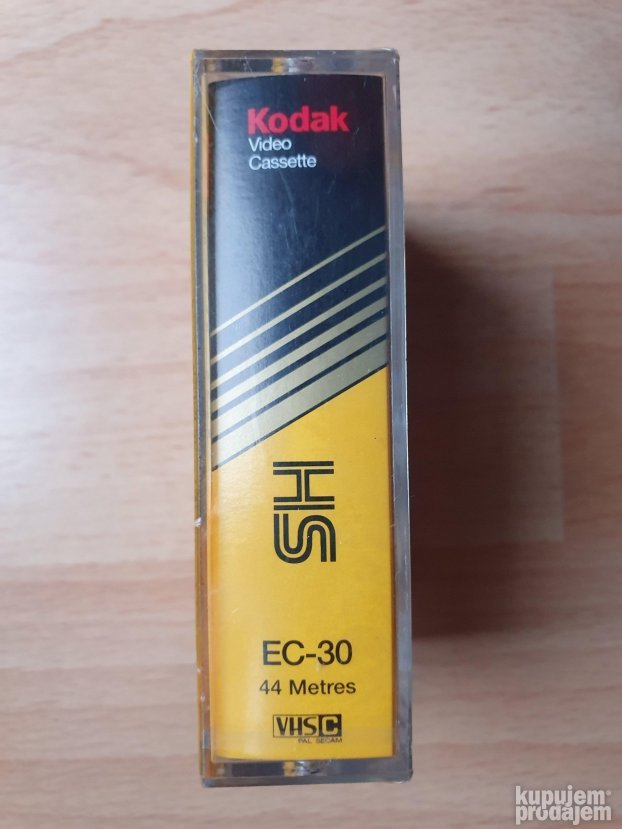 Kodak
Video
Cassette
HS
EC-30
44 Metres
VHS C
PAL SECAM
kupujem
prodajem